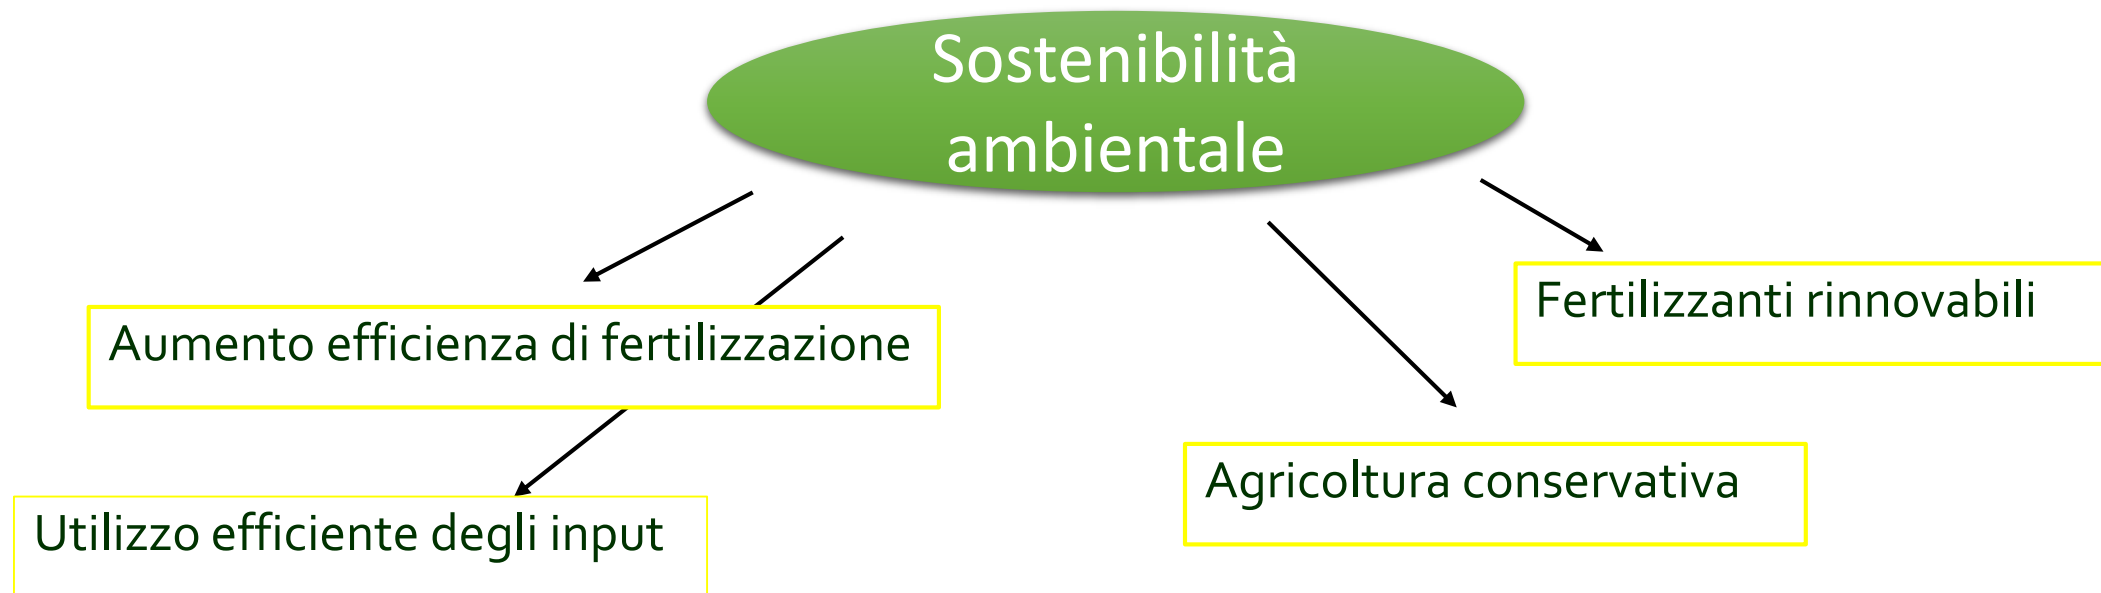 Sostenibilità
ambientale
Fertilizzanti rinnovabili
Aumento efficienza di fertilizzazione
Agricoltura conservativa
Utilizzo efficiente degli input